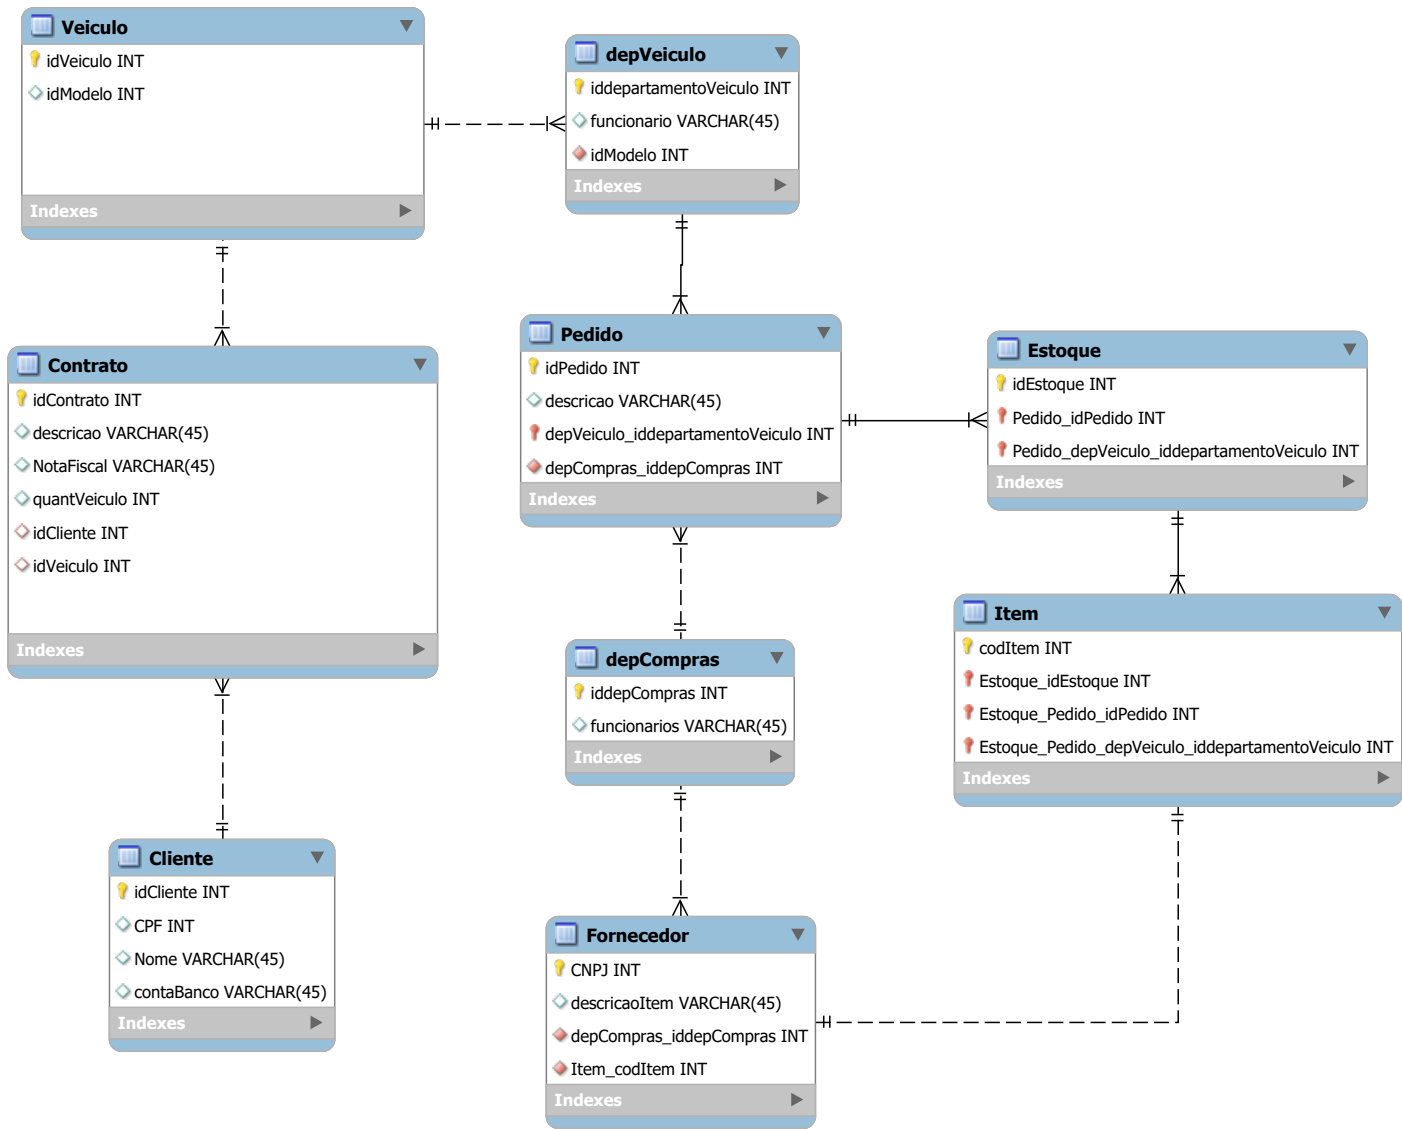 Veiculo
idVeiculo INT
idModelo INT
Indexes
depVeiculo
iddepartamentoVeiculo INT
funcionario VARCHAR(45)
idModelo INT
Indexes
Contrato
idContrato INT
descricao VARCHAR(45)
NotaFiscal VARCHAR(45)
quantVeiculo INT
idCliente INT
idVeiculo INT
Indexes
Pedido
idPedido INT
descricao VARCHAR(45)
depVeiculo_iddepartamentoVeiculo INT
depCompras_iddepCompras INT
Indexes
Estoque
idEstoque INT
Pedido_idPedido INT
Pedido_depVeiculo_iddepartamentoVeiculo INT
Indexes
Item
codItem INT
Estoque_idEstoque INT
Estoque_Pedido_idPedido INT
Estoque_Pedido_depVeiculo_iddepartamentoVeiculo INT
Indexes
depCompras
iddepCompras INT
funcionarios VARCHAR(45)
Indexes
Cliente
idCliente INT
CPF INT
Nome VARCHAR(45)
contaBanco VARCHAR(45)
Indexes
Fornecedor
CNPJ INT
descricaoItem VARCHAR(45)
depCompras_iddepCompras INT
Item_codItem INT
Indexes